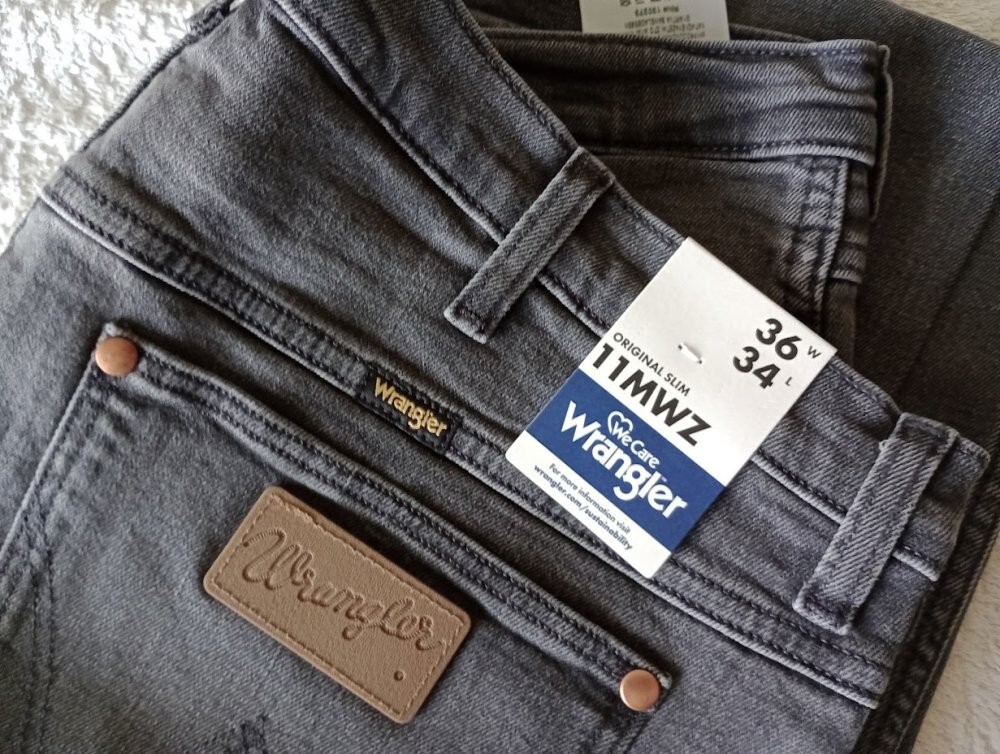 36 W
34 L
ORIGINAL SLIM
11MWZ
We Care
Wrangler
For more information visit
wrangler.com/sustainability
Wrangler
Wrangler